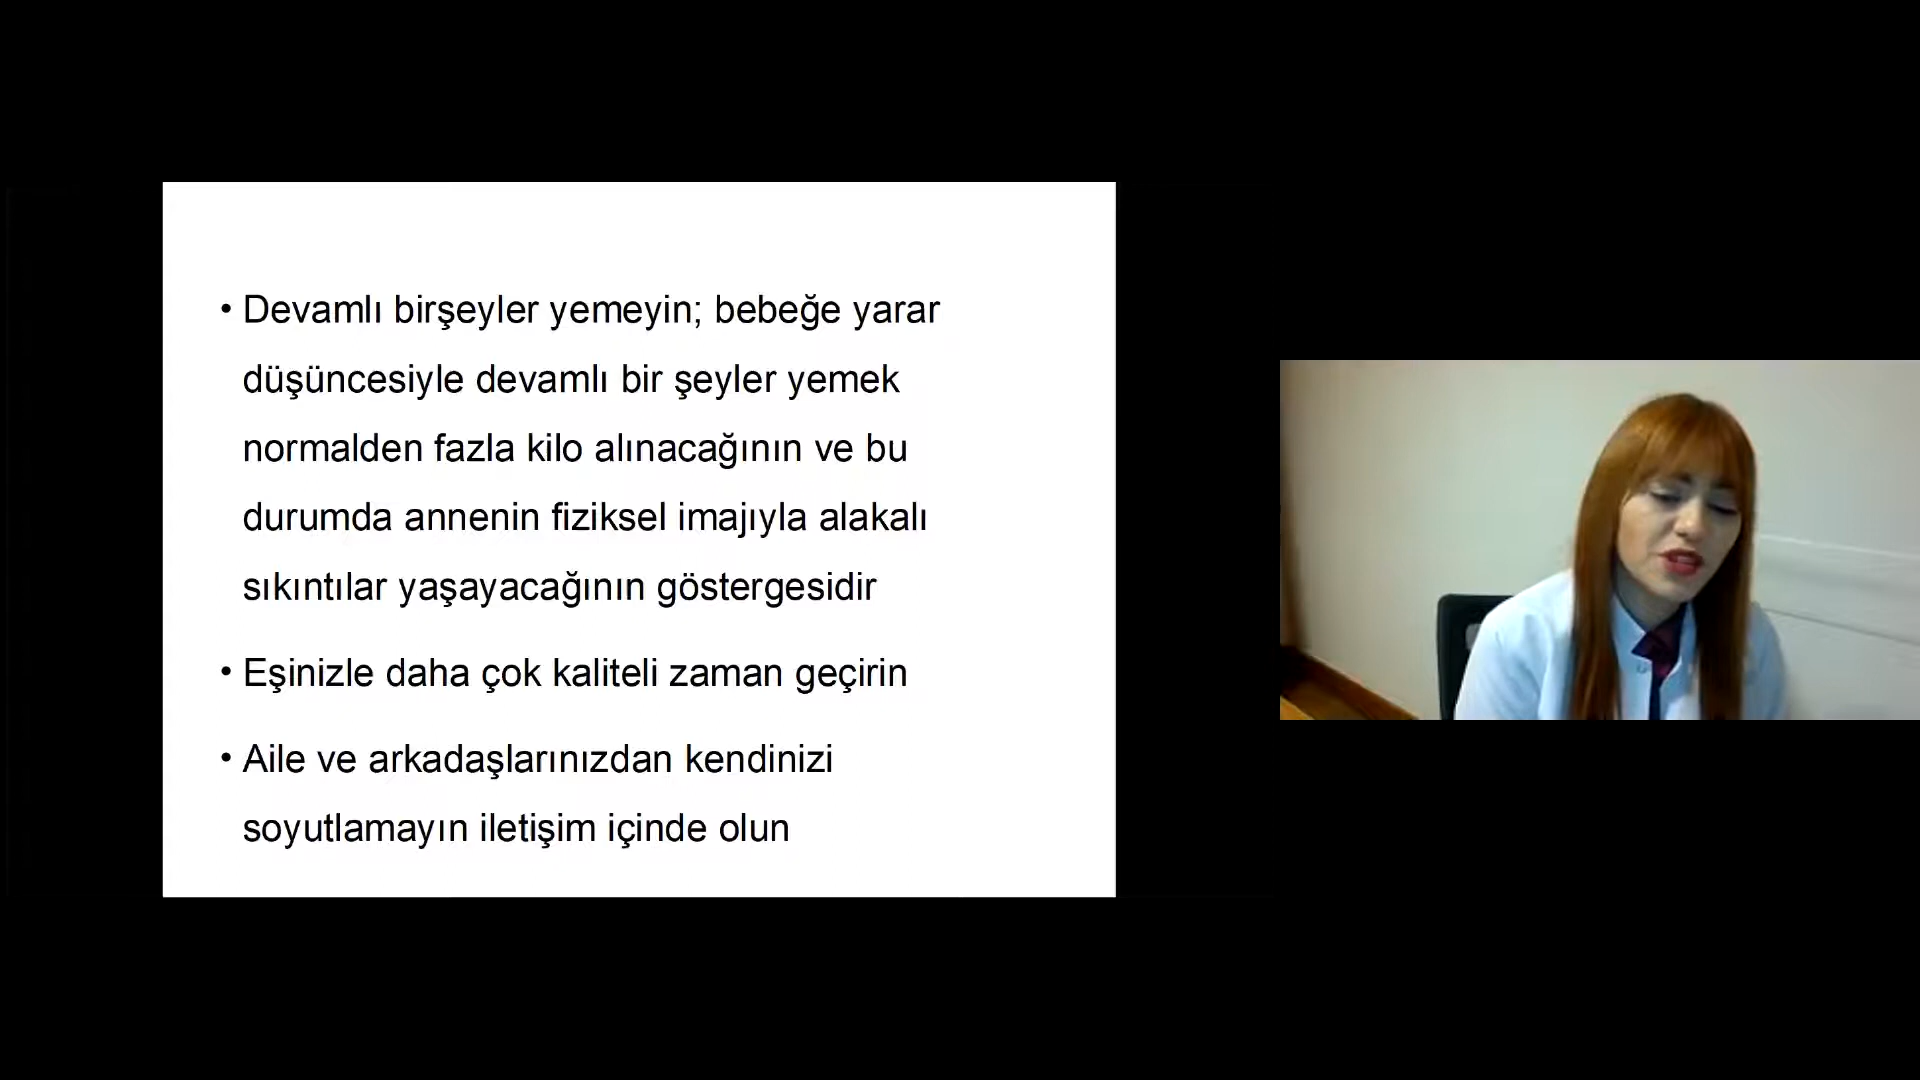 • Devamlı birşeyler yemeyin; bebeğe yarar
düşüncesiyle devamlı bir şeyler yemek
normalden fazla kilo alınacağının ve bu
durumda annenin fiziksel imajıyla alakalı
sıkıntılar yaşayacağının göstergesidir
• Eşinizle daha çok kaliteli zaman geçirin
• Aile ve arkadaşlarınızdan kendinizi
soyutlamayın iletişim içinde olun